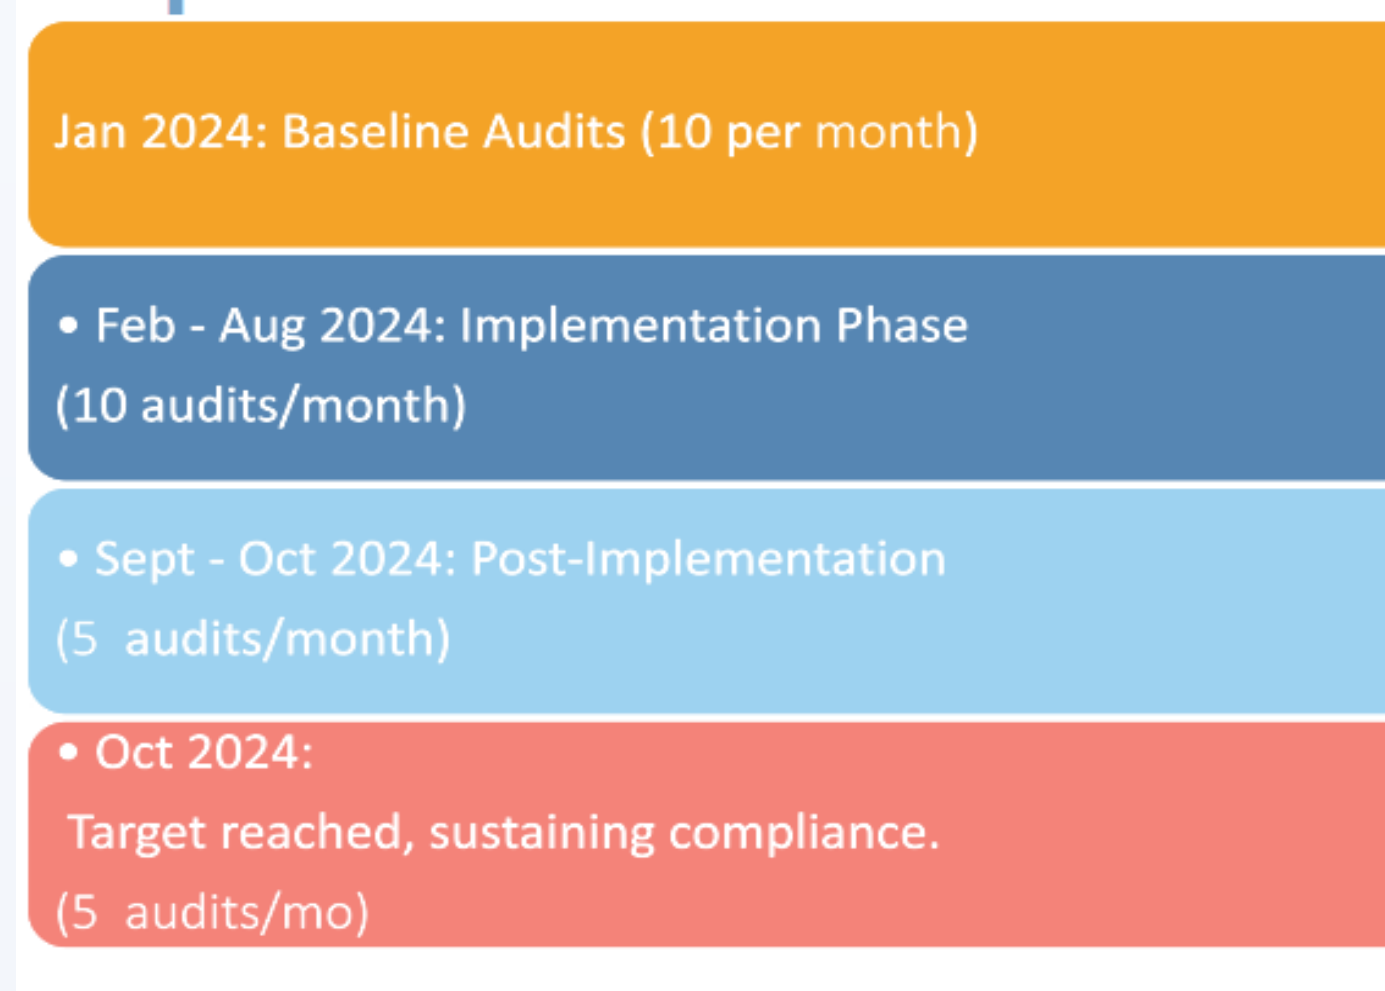 Jan 2024: Baseline Audits (10 per month)
• Feb - Aug 2024: Implementation Phase
(10 audits/month)
• Sept - Oct 2024: Post-Implementation
(5  audits/month)
• Oct 2024:
Target reached, sustaining compliance.
(5  audits/mo)